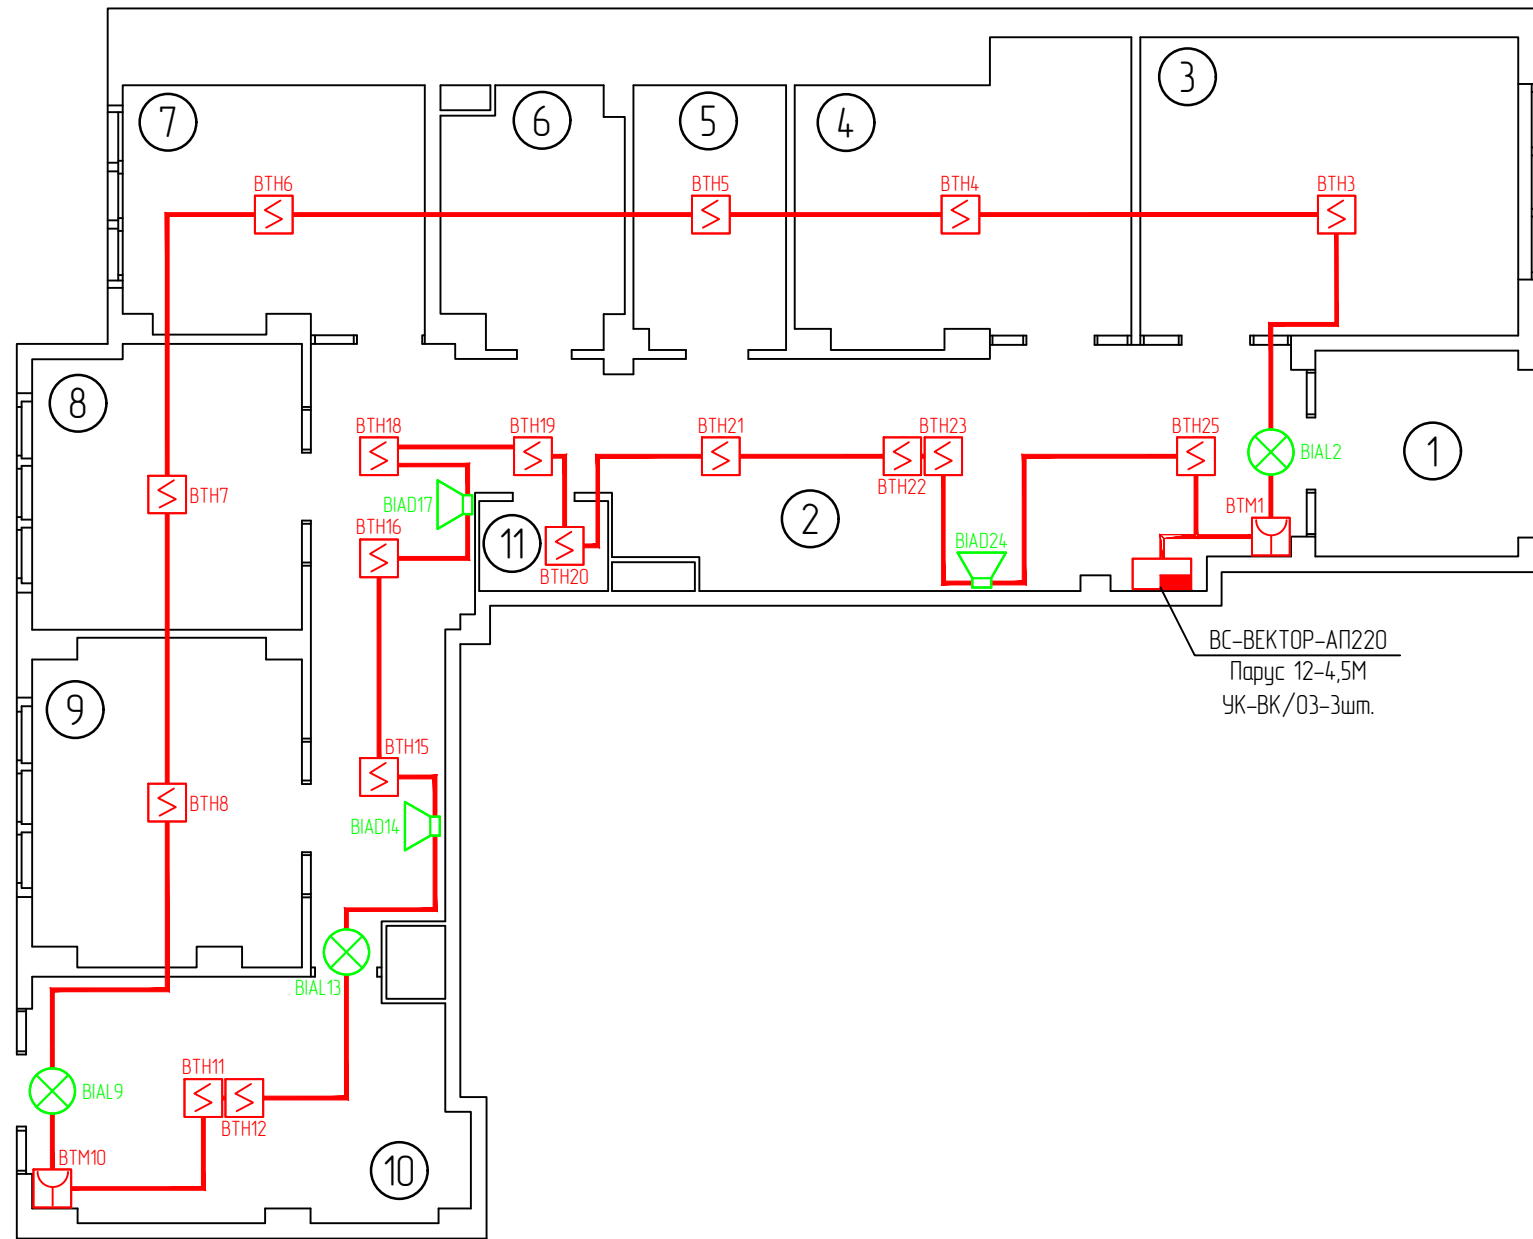 3
7
6
5
4
BTH6
BTH5
BTH4
BTH3
8
BTH18
BTH19
BTH21
BTH23
BTH25
BIAL2
1
BTH7
BIAD17
BTH22
BTM1
2
BTH16
11
BIAD24
BTH20
ВС-ВЕКТОР-АП220
Парус 12-4,5М
УК-ВК/03-3шт.
9
BTH15
BTH8
BIAD14
BIAL13
BTH11
BIAL9
BTH12
BTM10
10